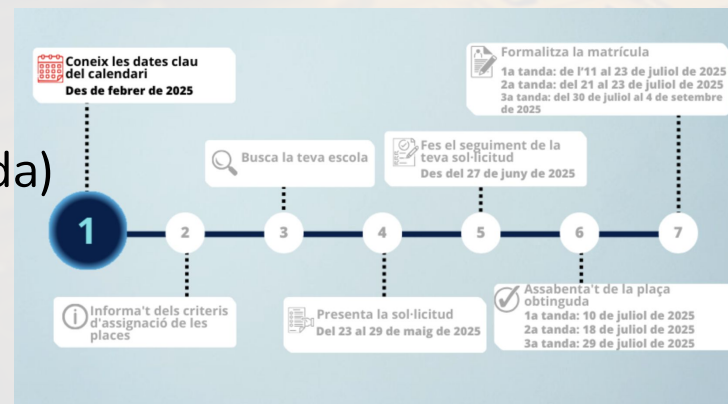 da)
Coneix les dates clau
del calendari
Des de febrer de 2025
1
Informa't dels criteris
d'assignació de les
places
2
Busca la teva escola
3
Presenta la sol·licitud
Del 23 al 29 de maig de 2025
4
Fes el seguiment de la
teva sol·licitud
Des del 27 de juny de 2025
5
Assabenta't de la plaça
obtinguda
1a tanda: 10 de juliol de 2025
2a tanda: 18 de juliol de 2025
3a tanda: 29 de juliol de 2025
6
Formalitza la matrícula
1a tanda: de l'11 al 23 de juliol de 2025
2a tanda: del 21 al 23 de juliol de 2025
3a tanda: del 30 de juliol al 4 de setembre
de 2025
7